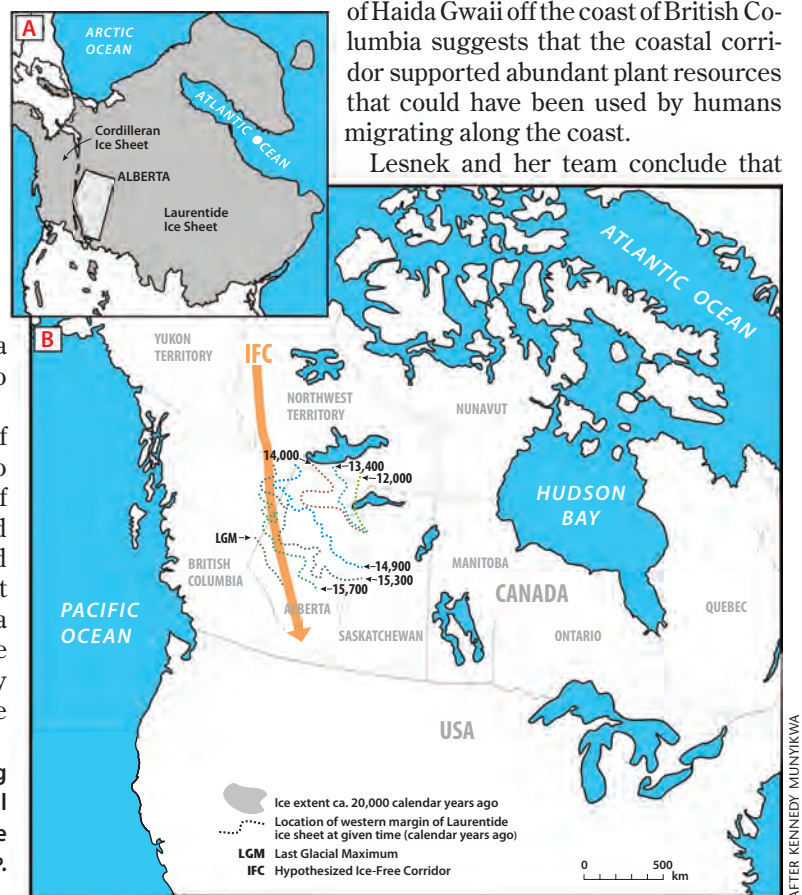 of Haida Gwaii off the coast of British Co-
lumbia suggests that the coastal corri-
dor supported abundant plant resources
that could have been used by humans
migrating along the coast.
Lesnek and her team conclude that
A
ARCTIC
OCEAN
ATLANTIC OCEAN
Cordilleran
Ice Sheet
ALBERTA
Laurentide
Ice Sheet
B
YUKON
TERRITORY
IFC
NORTHWEST
TERRITORY
NUNAVUT
ATLANTIC OCEAN
14,000
13,400
12,000
HUDSON
BAY
LGM
BRITISH
COLUMBIA
14,900
15,300
15,700
ALBERTA
MANITOBA
CANADA
SASKATCHEWAN
ONTARIO
QUEBEC
PACIFIC
OCEAN
USA
Ice extent ca. 20,000 calendar years ago
Location of western margin of Laurentide
ice sheet at given time (calendar years ago)
LGM Last Glacial Maximum
IFC Hypothesized Ice-Free Corridor
0 500
km
AFTER KENNEDY MUNYIKWA
a
o
f
o
f
d
d
t
a
e
y
e
g
l
e
P.